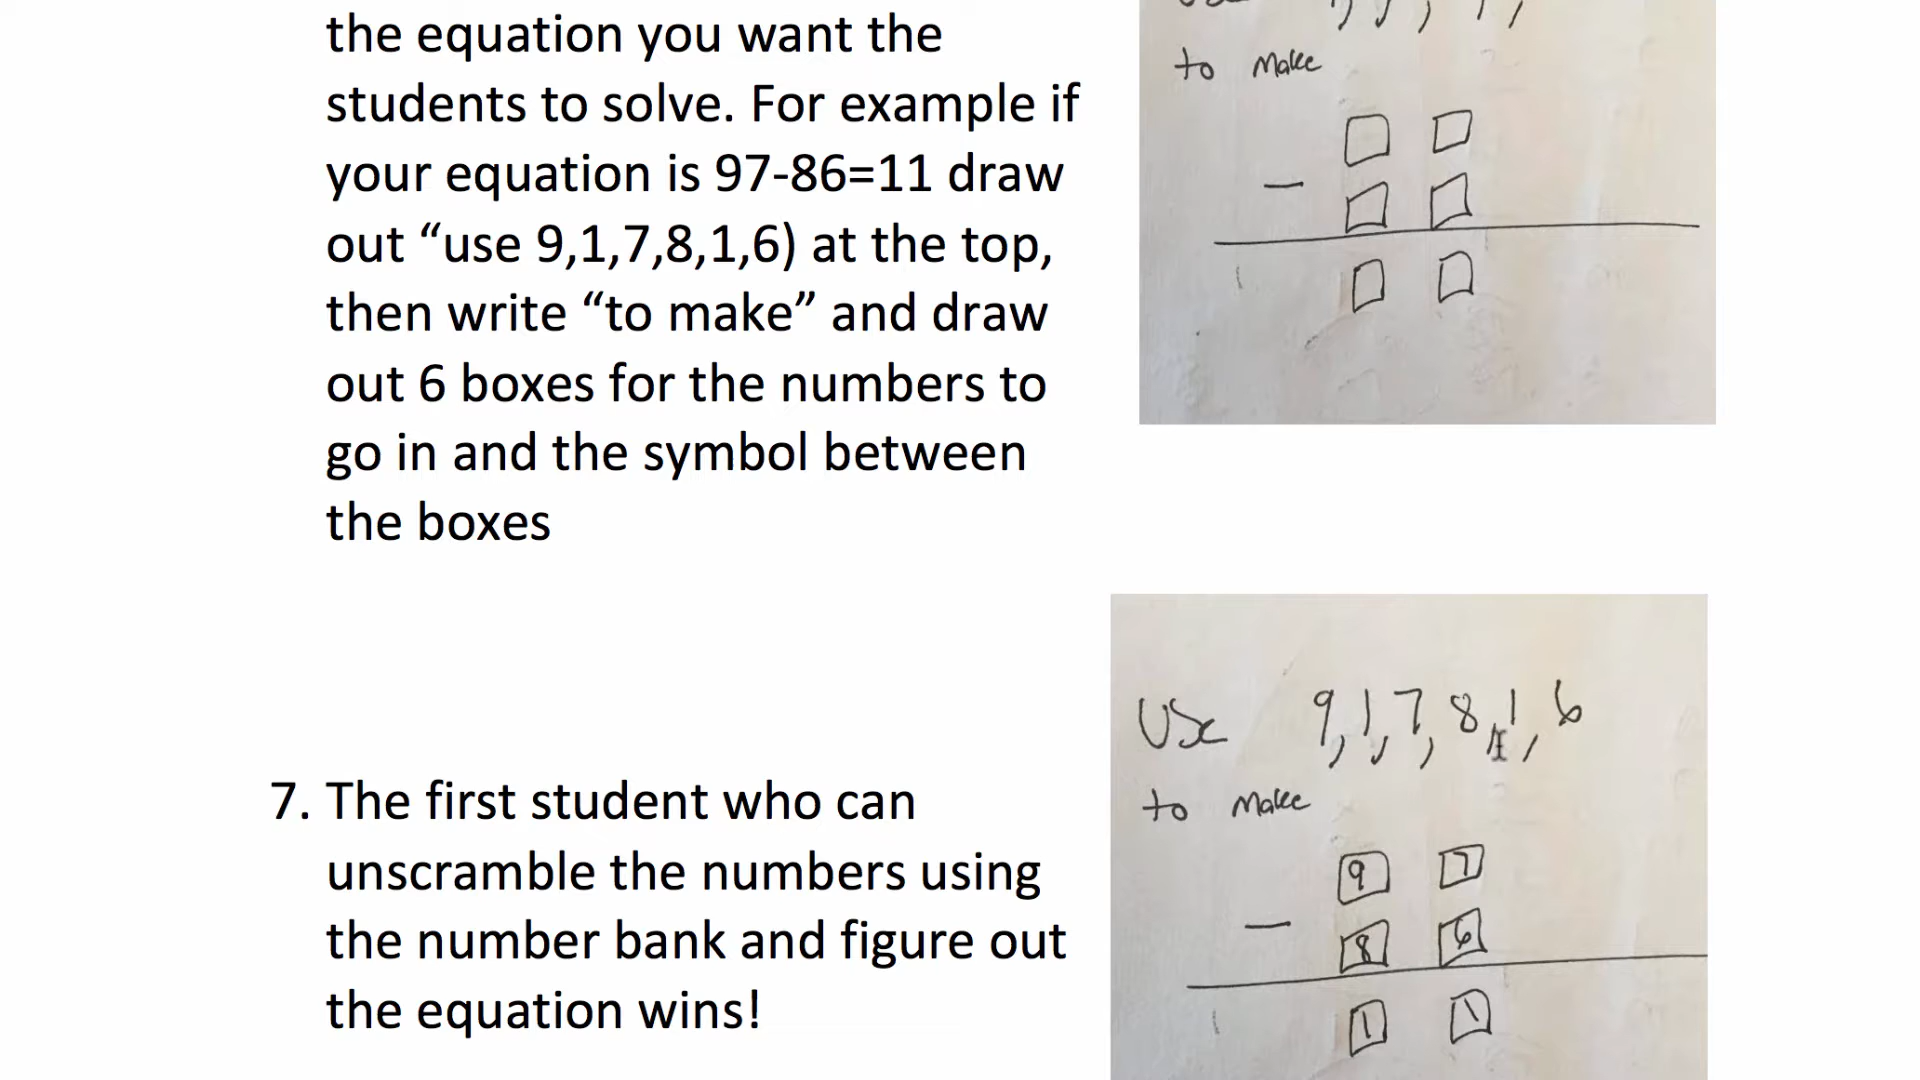 the equation you want the
students to solve. For example if
your equation is 97-86=11 draw
out “use 9,1,7,8,1,6) at the top,
then write “to make” and draw
out 6 boxes for the numbers to
go in and the symbol between
the boxes
to make
−
7. The first student who can
unscramble the numbers using
the number bank and figure out
the equation wins!
Use 9,1,7,8,1,6
to make
9 7
− 8 6
1 1